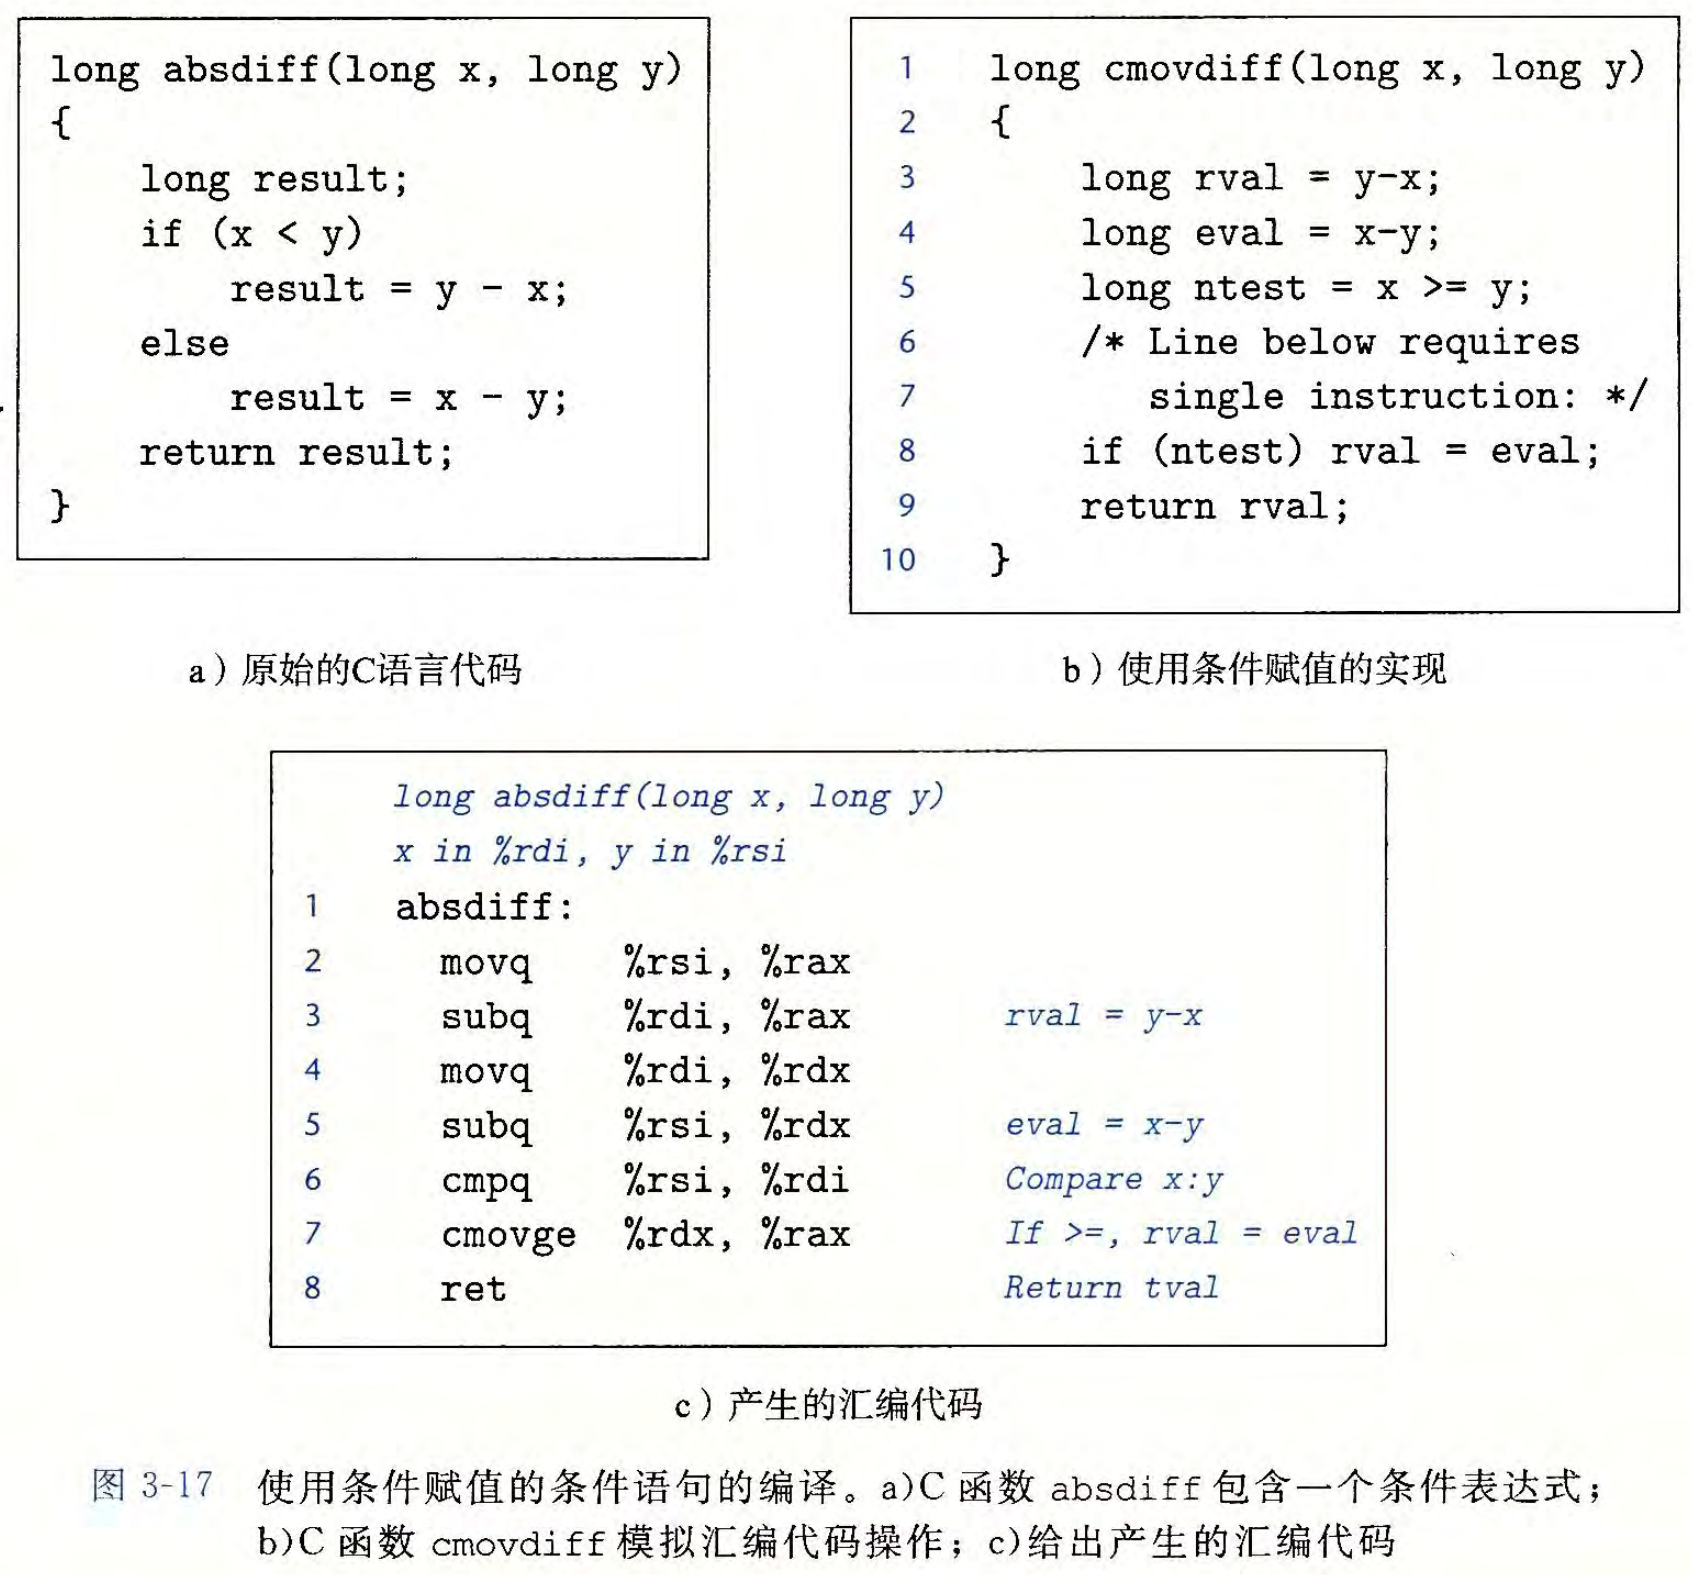 long absdiff(long x, long y)
{
    long result;
    if (x < y)
        result = y - x;
    else
        result = x - y;
    return result;
}
a）原始的C语言代码
1 long cmovdiff(long x, long y)
2 {
3     long rval = y-x;
4     long eval = x-y;
5     long ntest = x >= y;
6     /* Line below requires
7        single instruction: */
8     if (ntest) rval = eval;
9     return rval;
10 }
b）使用条件赋值的实现
long absdiff(long x, long y)
x in %rdi, y in %rsi
1 absdiff:
2   movq    %rsi, %rax
3   subq    %rdi, %rax    rval = y-x
4   movq    %rdi, %rdx
5   subq    %rsi, %rdx    eval = x-y
6   cmpq    %rsi, %rdi    Compare x:y
7   cmovge  %rdx, %rax    If >=, rval = eval
8   ret    Return tval
c）产生的汇编代码
图 3-17 使用条件赋值的条件语句的编译。a)C 函数 absdiff 包含一个条件表达式；
b)C 函数 cmovdiff 模拟汇编代码操作；c)给出产生的汇编代码